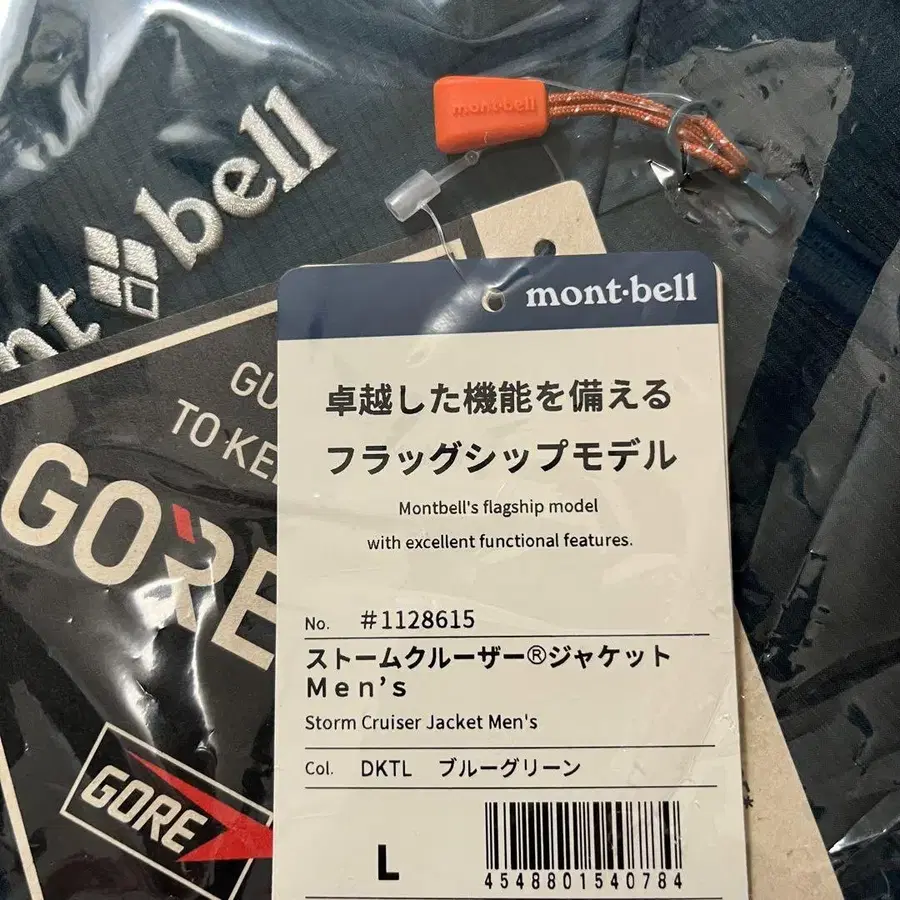 mont-bell
bell
GORE
GORE
mont-bell
卓越した機能を備える
フラッグシップモデル
Montbell's flagship model
with excellent functional features.
No. #1128615
ストームクルーザー®ジャケット
Men's
Storm Cruiser Jacket Men's
Col. DKTL ブルーグリーン
L
4548801540784